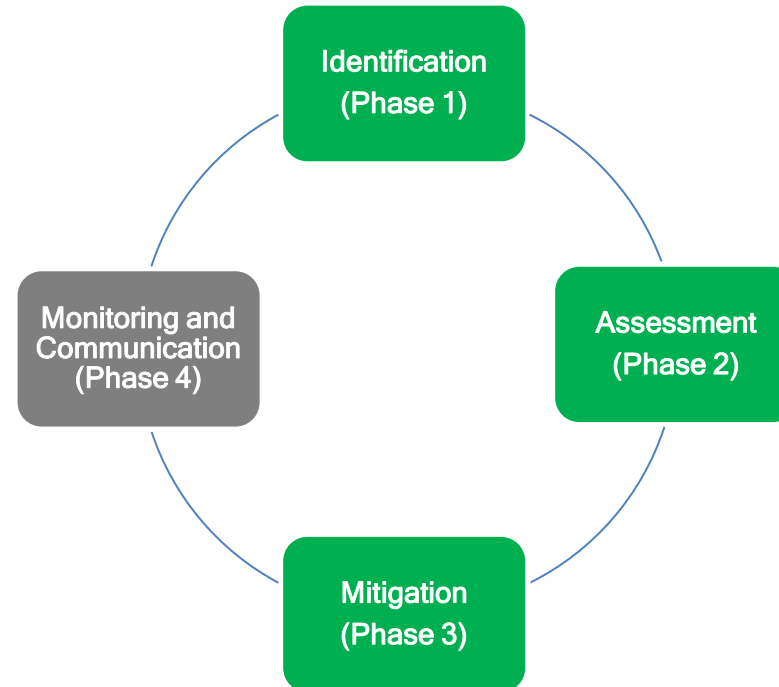 Identification
(Phase 1)
Assessment
(Phase 2)
Mitigation
(Phase 3)
Monitoring and
Communication
(Phase 4)